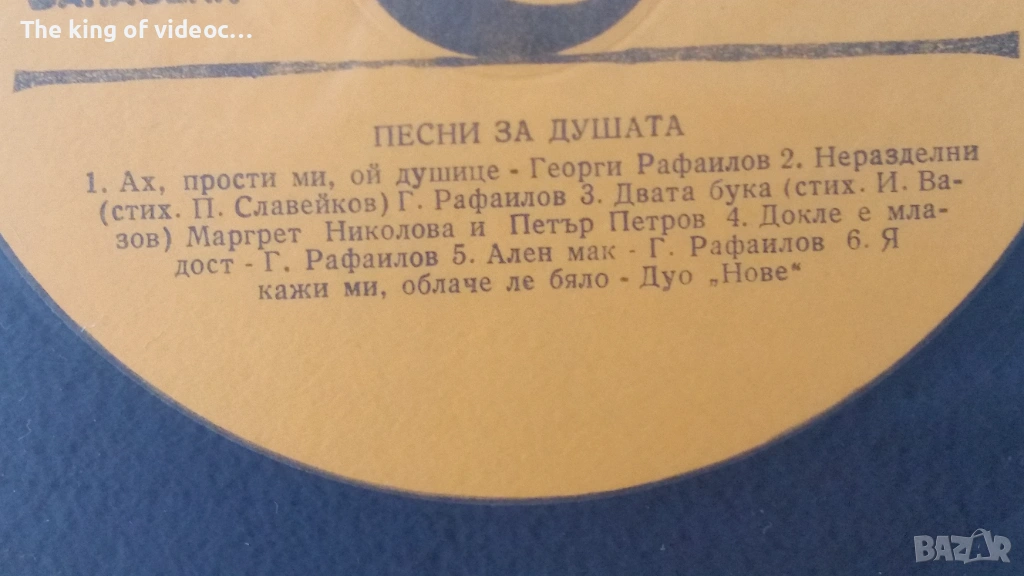 The king of videoc...
ПЕСНИ ЗА ДУШАТА
1. Ах, прости ми, ой душице - Георги Рафаилов 2. Неразделни
(стих. П. Славейков) Г. Рафаилов 3. Двата бука (стих. И. Ва-
зов) Маргрет Николова и Петър Петров 4. Докле е мла-
дост - Г. Рафаилов 5. Ален мак - Г. Рафаилов 6. Я
кажи ми, облаче ле бяло - Дуо „Нове“
BAZAR